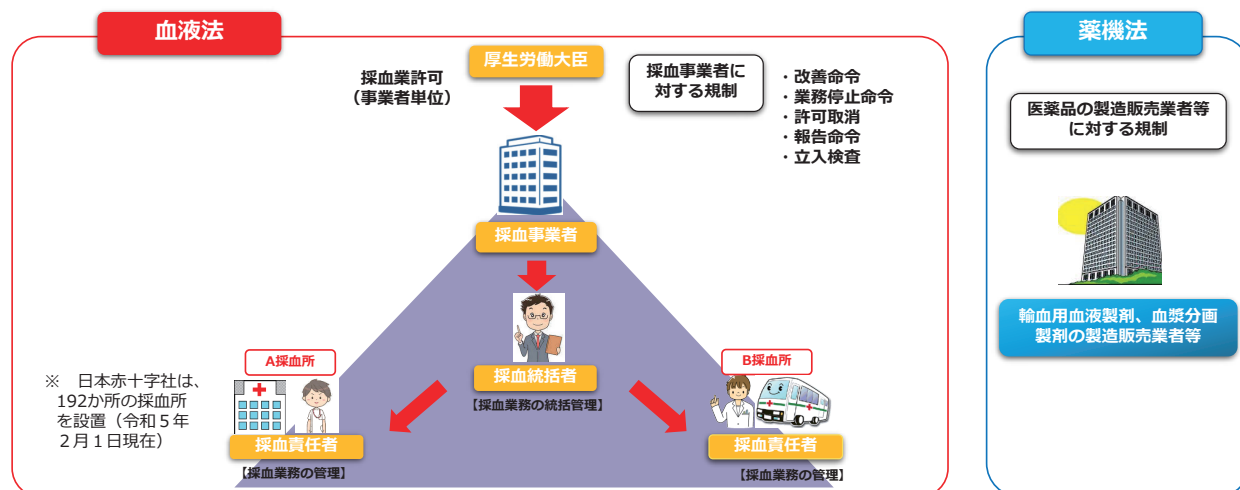 血液法
厚生労働大臣
採血業許可
（事業者単位）
採血事業者に
対する規制
・改善命令
・業務停止命令
・許可取消
・報告命令
・立入検査
採血事業者
採血統括者
【採血業務の統括管理】
A採血所
採血責任者
【採血業務の管理】
B採血所
採血責任者
【採血業務の管理】
※　日本赤十字社は、
192か所の採血所
を設置（令和５年
２月１日現在）
薬機法
医薬品の製造販売業者等
に対する規制
輸血用血液製剤、血漿分画
製剤の製造販売業者等